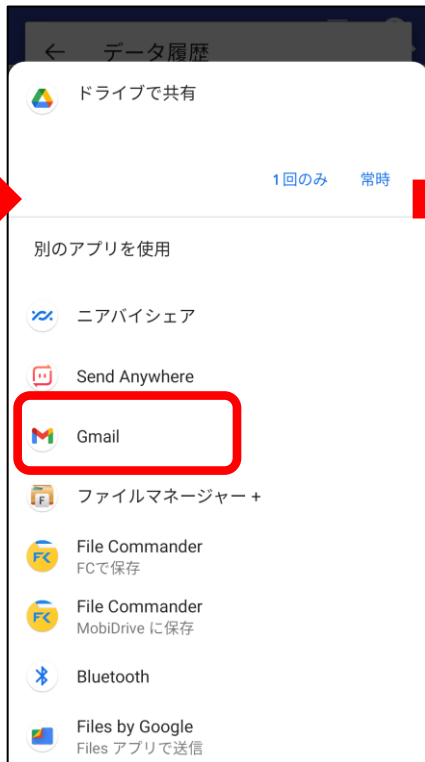 ← データ履歴
ドライブで共有
1回のみ 常時
別のアプリを使用
ニアバイシェア
Send Anywhere
Gmail
ファイルマネージャー +
File Commander
FCで保存
File Commander
MobiDrive に保存
Bluetooth
Files by Google
Files アプリで送信